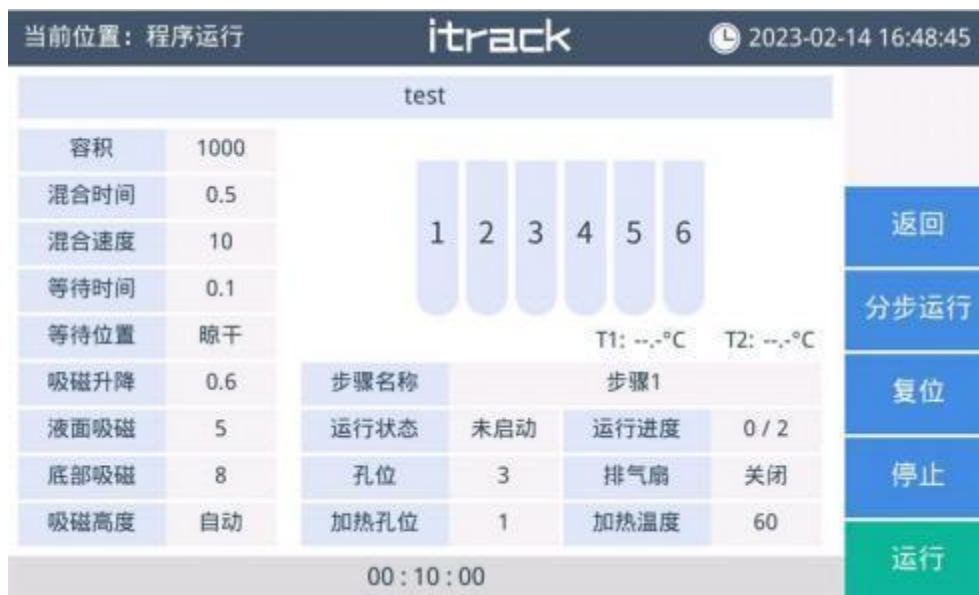 当前位置：程序运行 itrack 2023-02-14 16:48:45
test
容积 1000
混合时间 0.5
混合速度 10
等待时间 0.1
等待位置 晾干
吸磁升降 0.6
液面吸磁 5
底部吸磁 8
吸磁高度 自动
1 2 3 4 5 6
T1: --.-°C T2: --.-°C
步骤名称 步骤1
运行状态 未启动 运行进度 0 / 2
孔位 3 排气扇 关闭
加热孔位 1 加热温度 60
00 : 10 : 00
返回
分步运行
复位
停止
运行